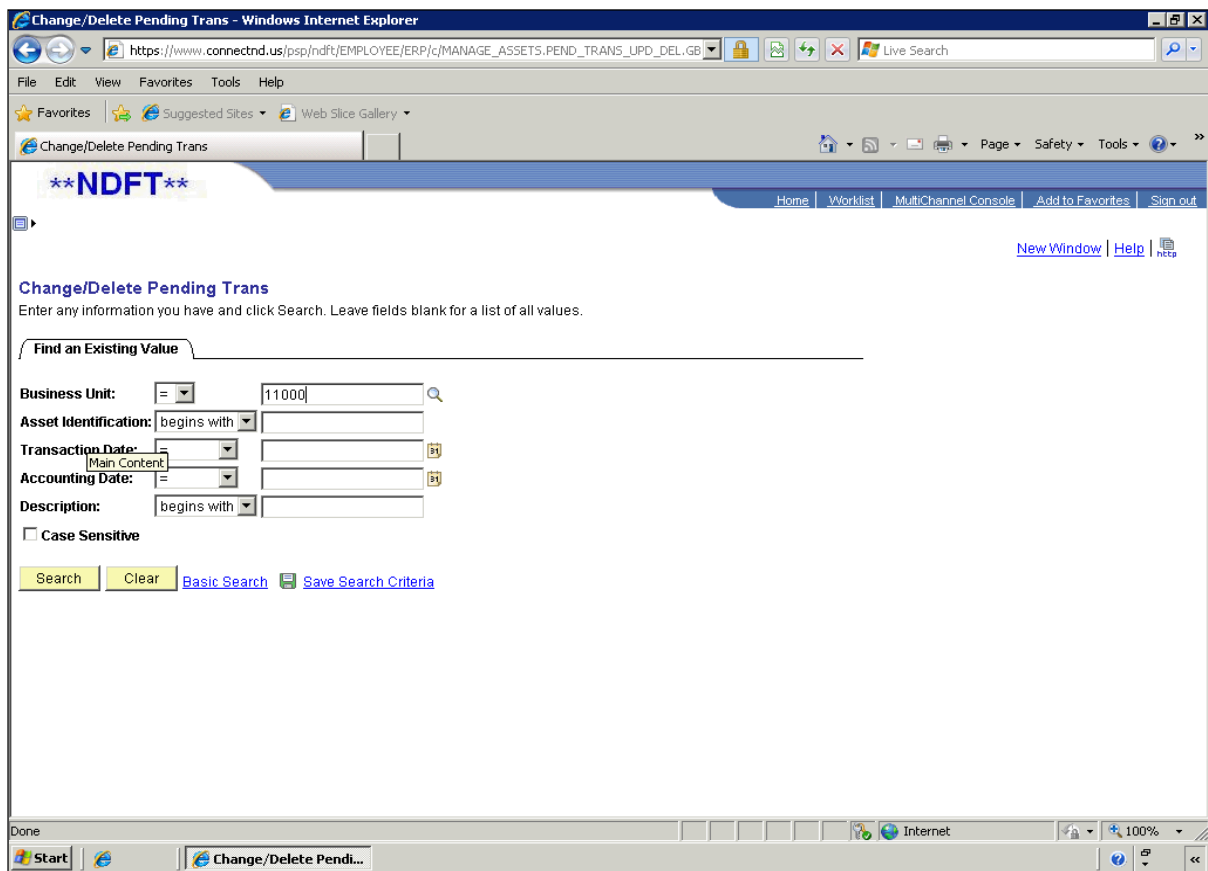 Change/Delete Pending Trans - Windows Internet Explorer
https://www.connectnd.us/psp/ndft/EMPLOYEE/ERP/c/MANAGE_ASSETS.PEND_TRANS_UPD_DEL.GB
Live Search
File Edit View Favorites Tools Help
Favorites Suggested Sites Web Slice Gallery
Change/Delete Pending Trans
Page Safety Tools »
**NDFT**
Home Worklist MultiChannel Console Add to Favorites Sign out
New Window | Help | http
Change/Delete Pending Trans
Enter any information you have and click Search. Leave fields blank for a list of all values.
Find an Existing Value
Business Unit: = 11000
Asset Identification: begins with
Transaction Date: =
Main Content
Accounting Date: =
Description: begins with
Case Sensitive
Search Clear Basic Search Save Search Criteria
Done Internet 100%
Start Change/Delete Pendi... «